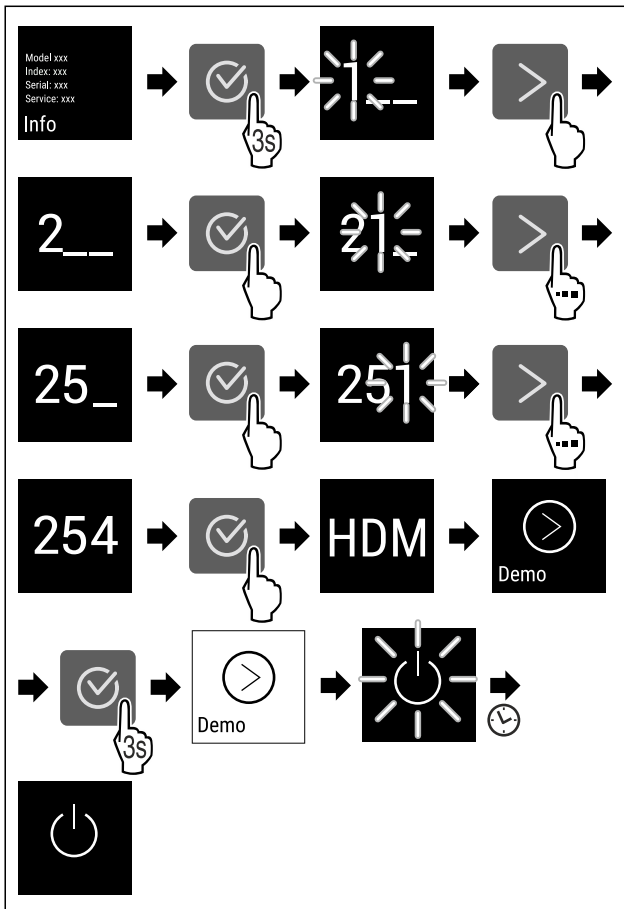 Model xxx
Index: xxx
Serial: xxx
Service: xxx
Info
3s
1__
2__
21_
25_
251
254
HDM
Demo
3s
Demo